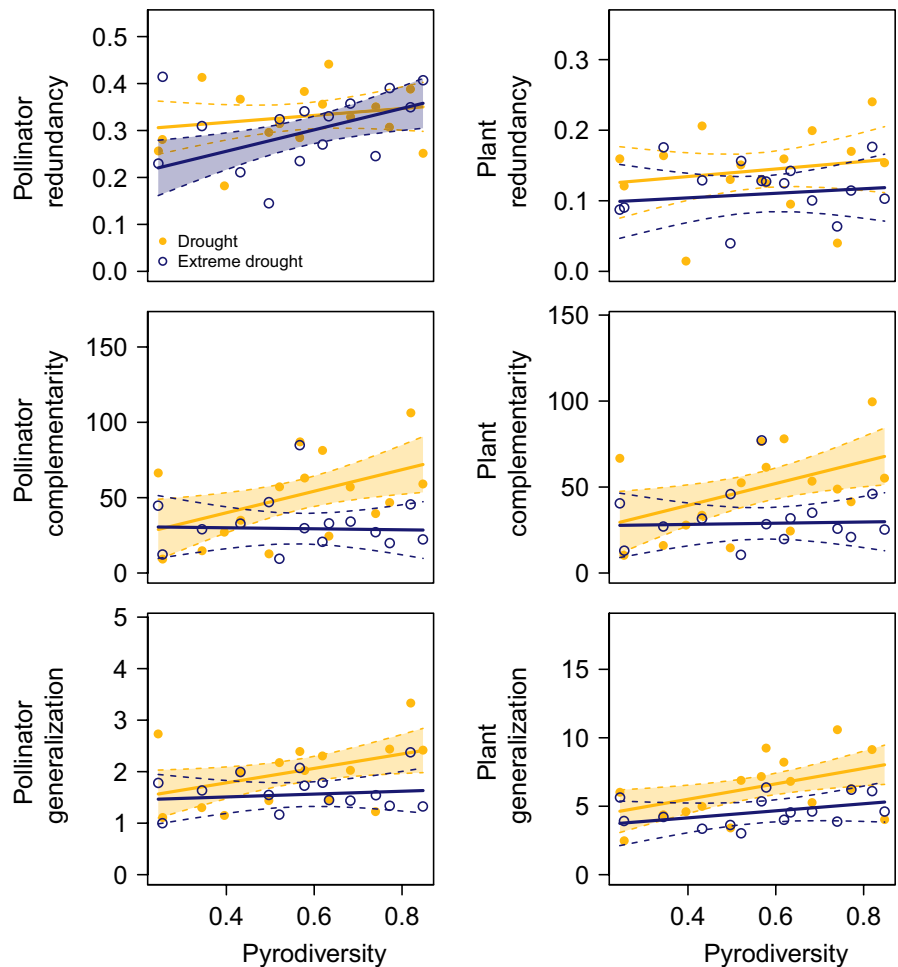 Pollinator
redundancy
0.5
0.4
0.3
0.2
0.1
0.0
Drought
Extreme drought
Plant
redundancy
0.3
0.2
0.1
0.0
Pollinator
complementarity
150
100
50
0
Plant
complementarity
150
100
50
0
Pollinator
generalization
5
4
3
2
1
0
0.4 0.6 0.8
Pyrodiversity
Plant
generalization
15
10
5
0
0.4 0.6 0.8
Pyrodiversity